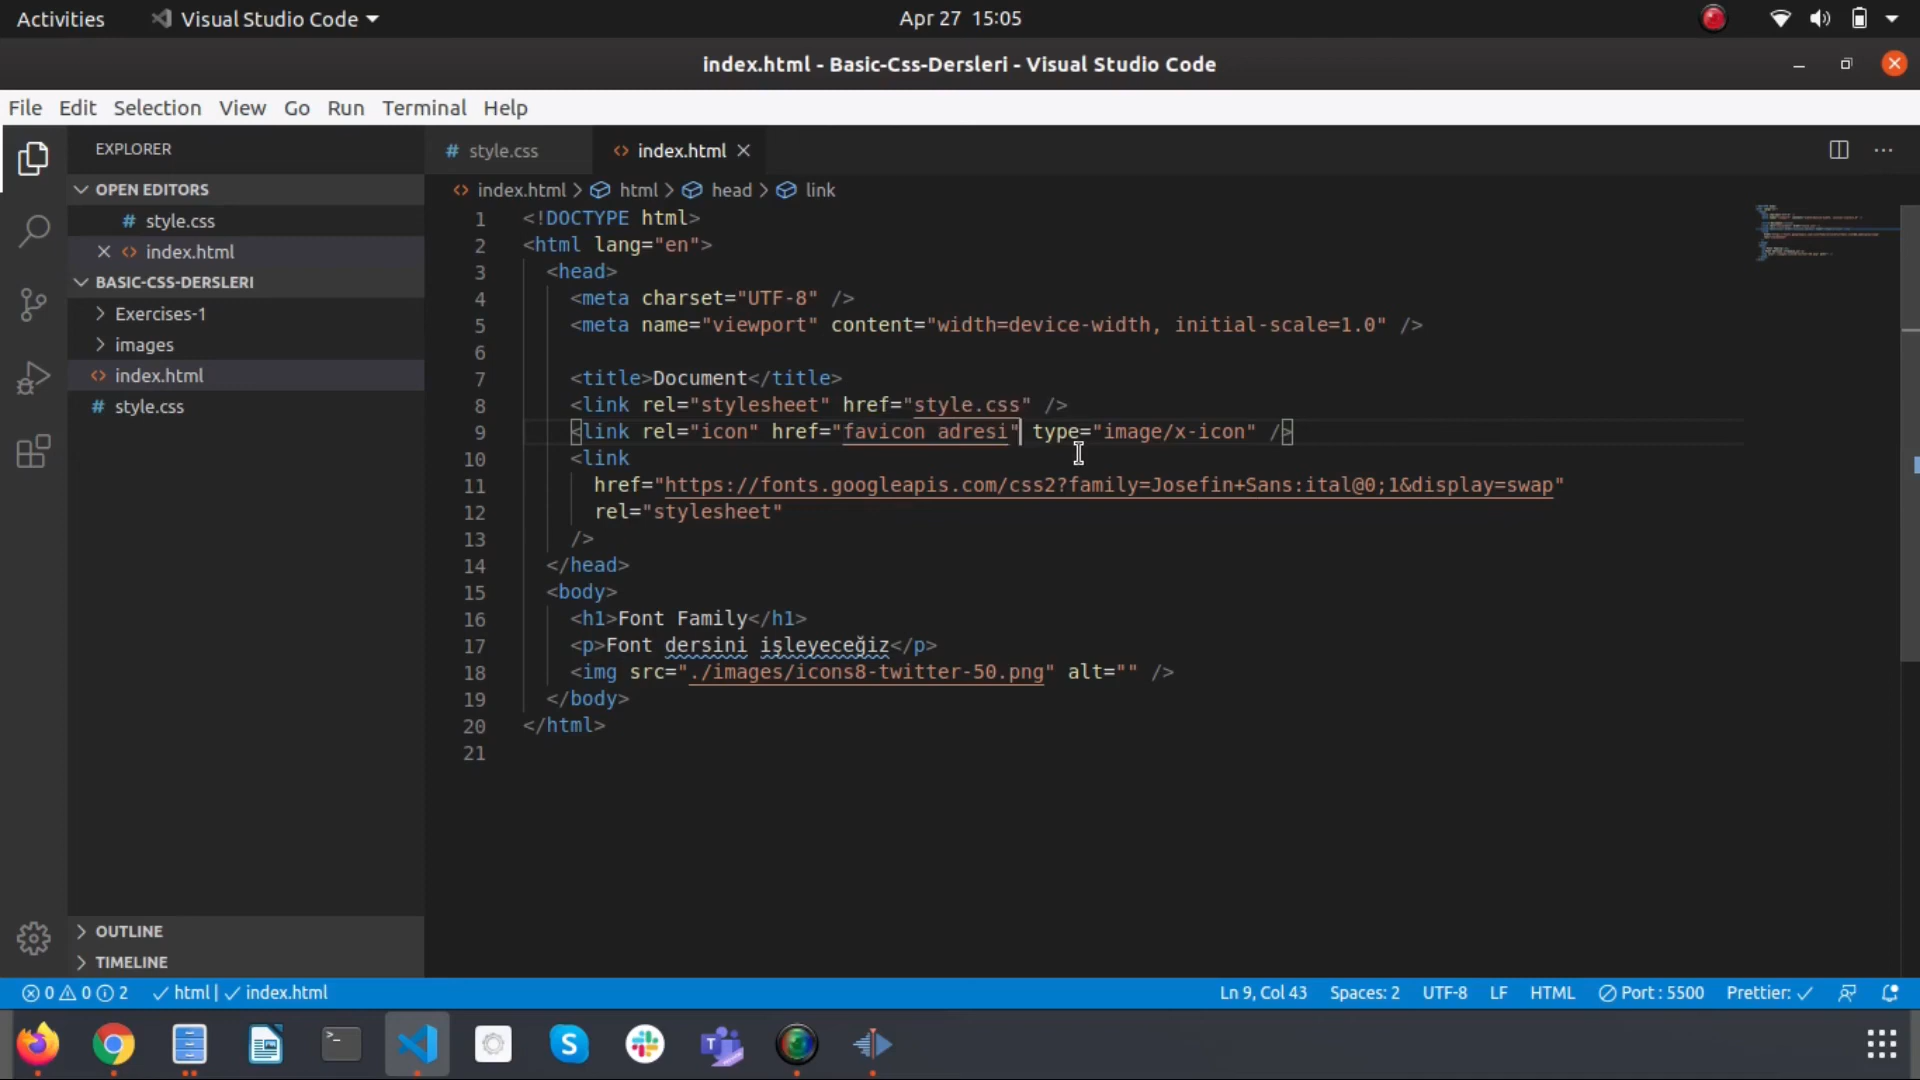 Activities Visual Studio Code Apr 27 15:05
index.html - Basic-Css-Dersleri - Visual Studio Code
File Edit Selection View Go Run Terminal Help
EXPLORER
OPEN EDITORS
# style.css
index.html
BASIC-CSS-DERSLERI
Exercises-1
images
index.html
# style.css
OUTLINE
TIMELINE
# style.css <> index.html
<> index.html > html > head > link
1 <!DOCTYPE html>
2 <html lang="en">
3 <head>
4 <meta charset="UTF-8" />
5 <meta name="viewport" content="width=device-width, initial-scale=1.0" />
6
7 <title>Document</title>
8 <link rel="stylesheet" href="style.css" />
9 <link rel="icon" href="favicon adresi" type="image/x-icon" />
10 <link
11 href="https://fonts.googleapis.com/css2?family=Josefin+Sans:ital@0;1&display=swap"
12 rel="stylesheet"
13 />
14 </head>
15 <body>
16 <h1>Font Family</h1>
17 <p>Font dersini işleyeceğiz</p>
18 <img src="./images/icons8-twitter-50.png" alt="" />
19 </body>
20 </html>
21
0 0 2 html | index.html Ln 9, Col 43 Spaces: 2 UTF-8 LF HTML Port : 5500 Prettier: